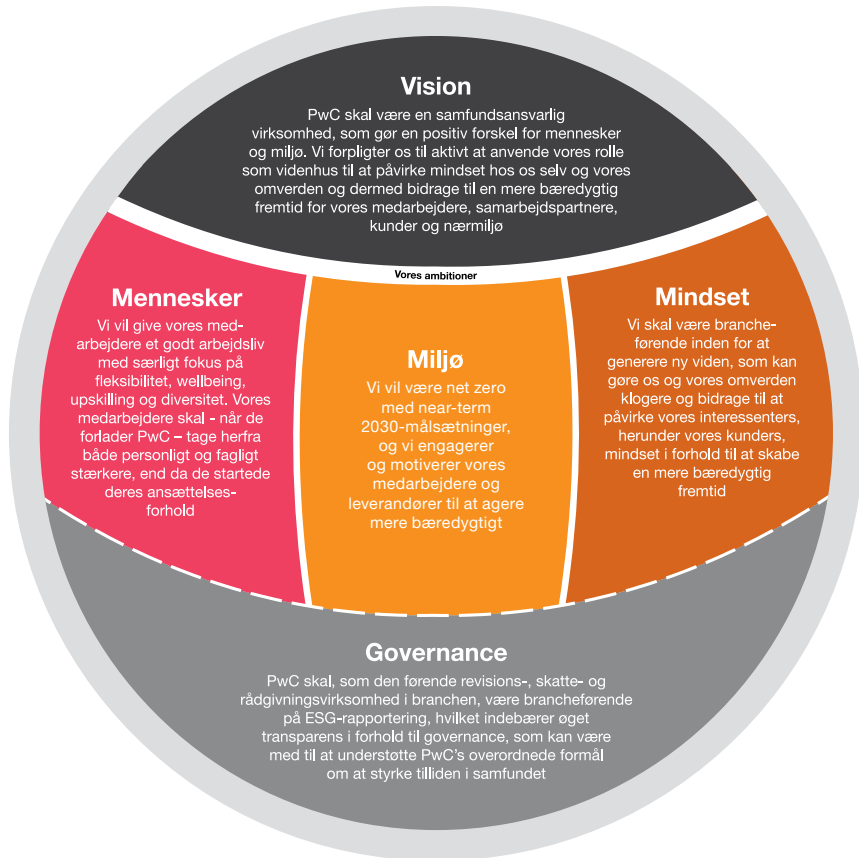 Vision
PwC skal være en samfundsansvarlig
virksomhed, som gør en positiv forskel for mennesker
og miljø. Vi forpligter os til aktivt at anvende vores rolle
som videnhus til at påvirke mindset hos os selv og vores
omverden og dermed bidrage til en mere bæredygtig
fremtid for vores medarbejdere, samarbejdspartnere,
kunder og nærmiljø
Vores ambitioner
Mennesker
Vi vil give vores med-
arbejdere et godt arbejdsliv
med særligt fokus på
fleksibilitet, wellbeing,
upskilling og diversitet. Vores
medarbejdere skal - når de
forlader PwC – tage herfra
både personligt og fagligt
stærkere, end da de startede
deres ansættelses-
forhold
Miljø
Vi vil være net zero
med near-term
2030-målsætninger,
og vi engagerer
og motiverer vores
medarbejdere og
leverandører til at agere
mere bæredygtigt
Mindset
Vi skal være branche-
førende inden for at
generere ny viden, som kan
gøre os og vores omverden
klogere og bidrage til at
påvirke vores interessenters,
herunder vores kunders,
mindset i forhold til at skabe
en mere bæredygtig
fremtid
Governance
PwC skal, som den førende revisions-, skatte- og
rådgivningsvirksomhed i branchen, være brancheførende
på ESG-rapportering, hvilket indebærer øget
transparens i forhold til governance, som kan være
med til at understøtte PwC's overordnede formål
om at styrke tilliden i samfundet